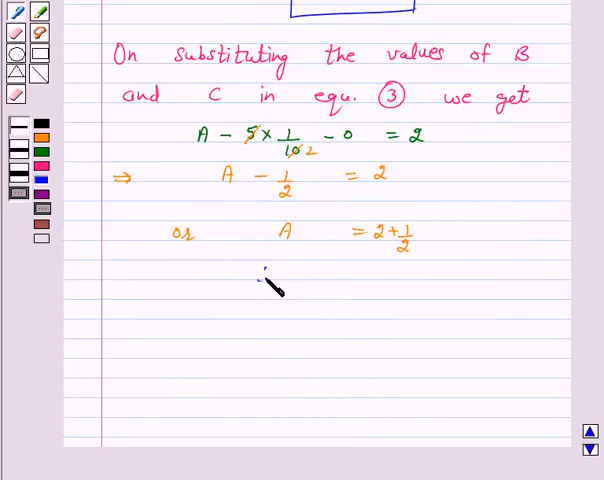 On substituting the values of B
and C in equ. ③ we get
A - 5 × 1/10 2 - 0 = 2
⇒ A - 1/2 = 2
or A = 2 + 1/2